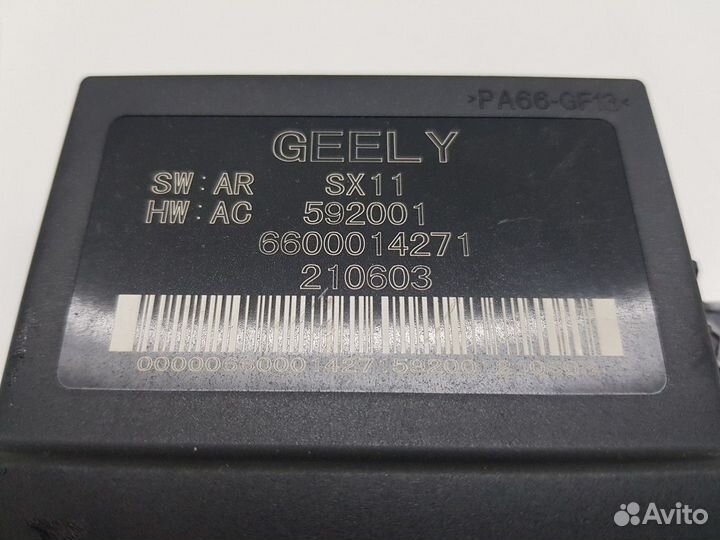 >PA66-GF13<
GEELY
SW:AR SX11
HW:AC 592001
6600014271
210603
Avito